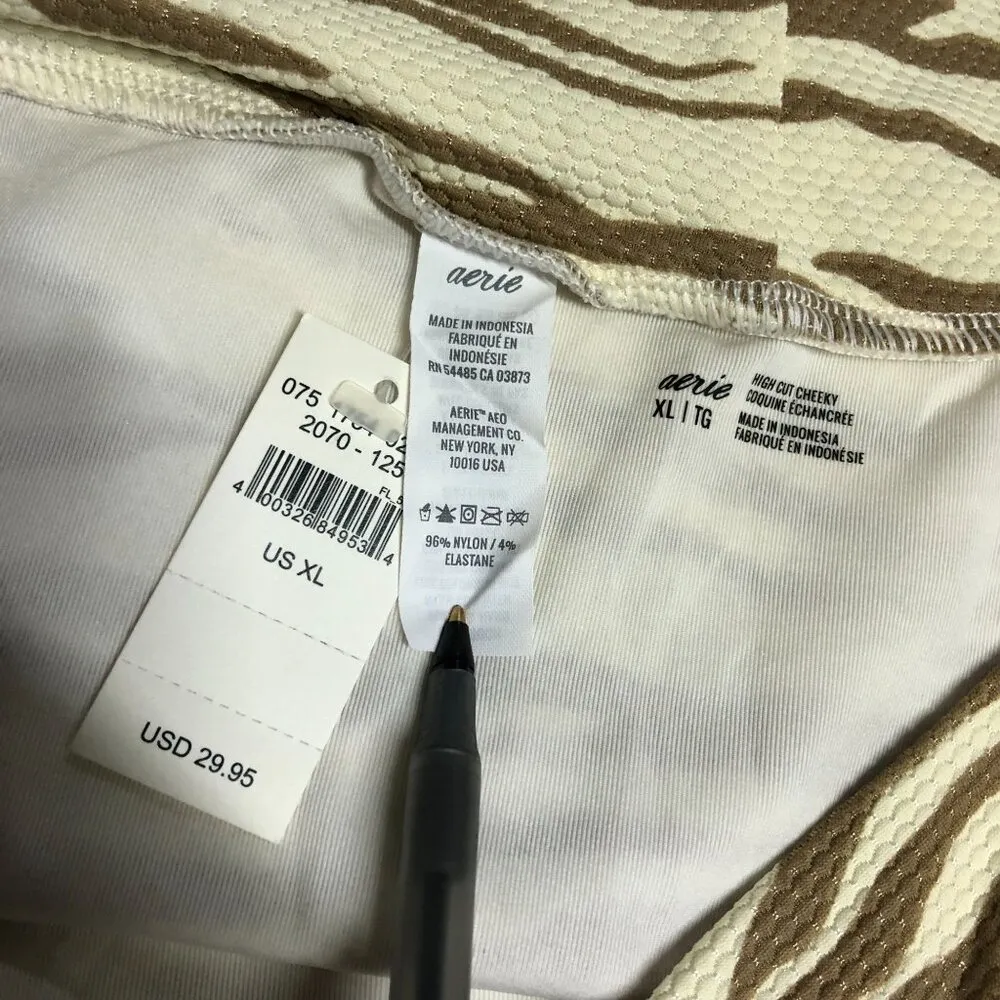 075
2070 - 125
4 00326 84953 4
US XL
USD 29.95
aerie
MADE IN INDONESIA
FABRIQUÉ EN
INDONÉSIE
RN 54485 CA 03873
AERIE™ AEO
MANAGEMENT CO.
NEW YORK, NY
10016 USA
96% NYLON / 4%
ELASTANE
aerie
XL | TG
HIGH CUT CHEEKY
COQUINE ÉCHANCRÉE
MADE IN INDONESIA
FABRIQUÉ EN INDONÉSIE